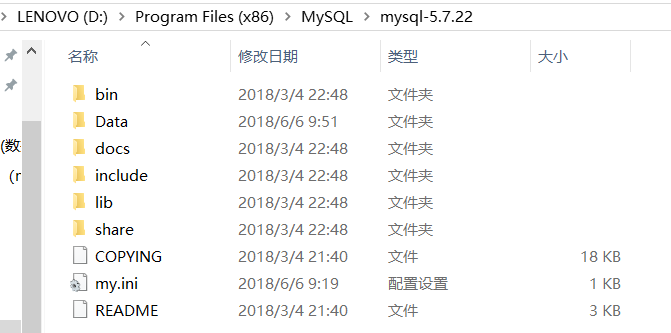 LENOVO (D:) > Program Files (x86) > MySQL > mysql-5.7.22
名称 修改日期 类型 大小
bin 2018/3/4 22:48 文件夹
Data 2018/6/6 9:51 文件夹
(数
docs 2018/3/4 22:48 文件夹
include 2018/3/4 22:48 文件夹
lib 2018/3/4 22:48 文件夹
share 2018/3/4 22:48 文件夹
COPYING 2018/3/4 21:40 文件 18 KB
my.ini 2018/6/6 9:19 配置设置 1 KB
README 2018/3/4 21:40 文件 3 KB